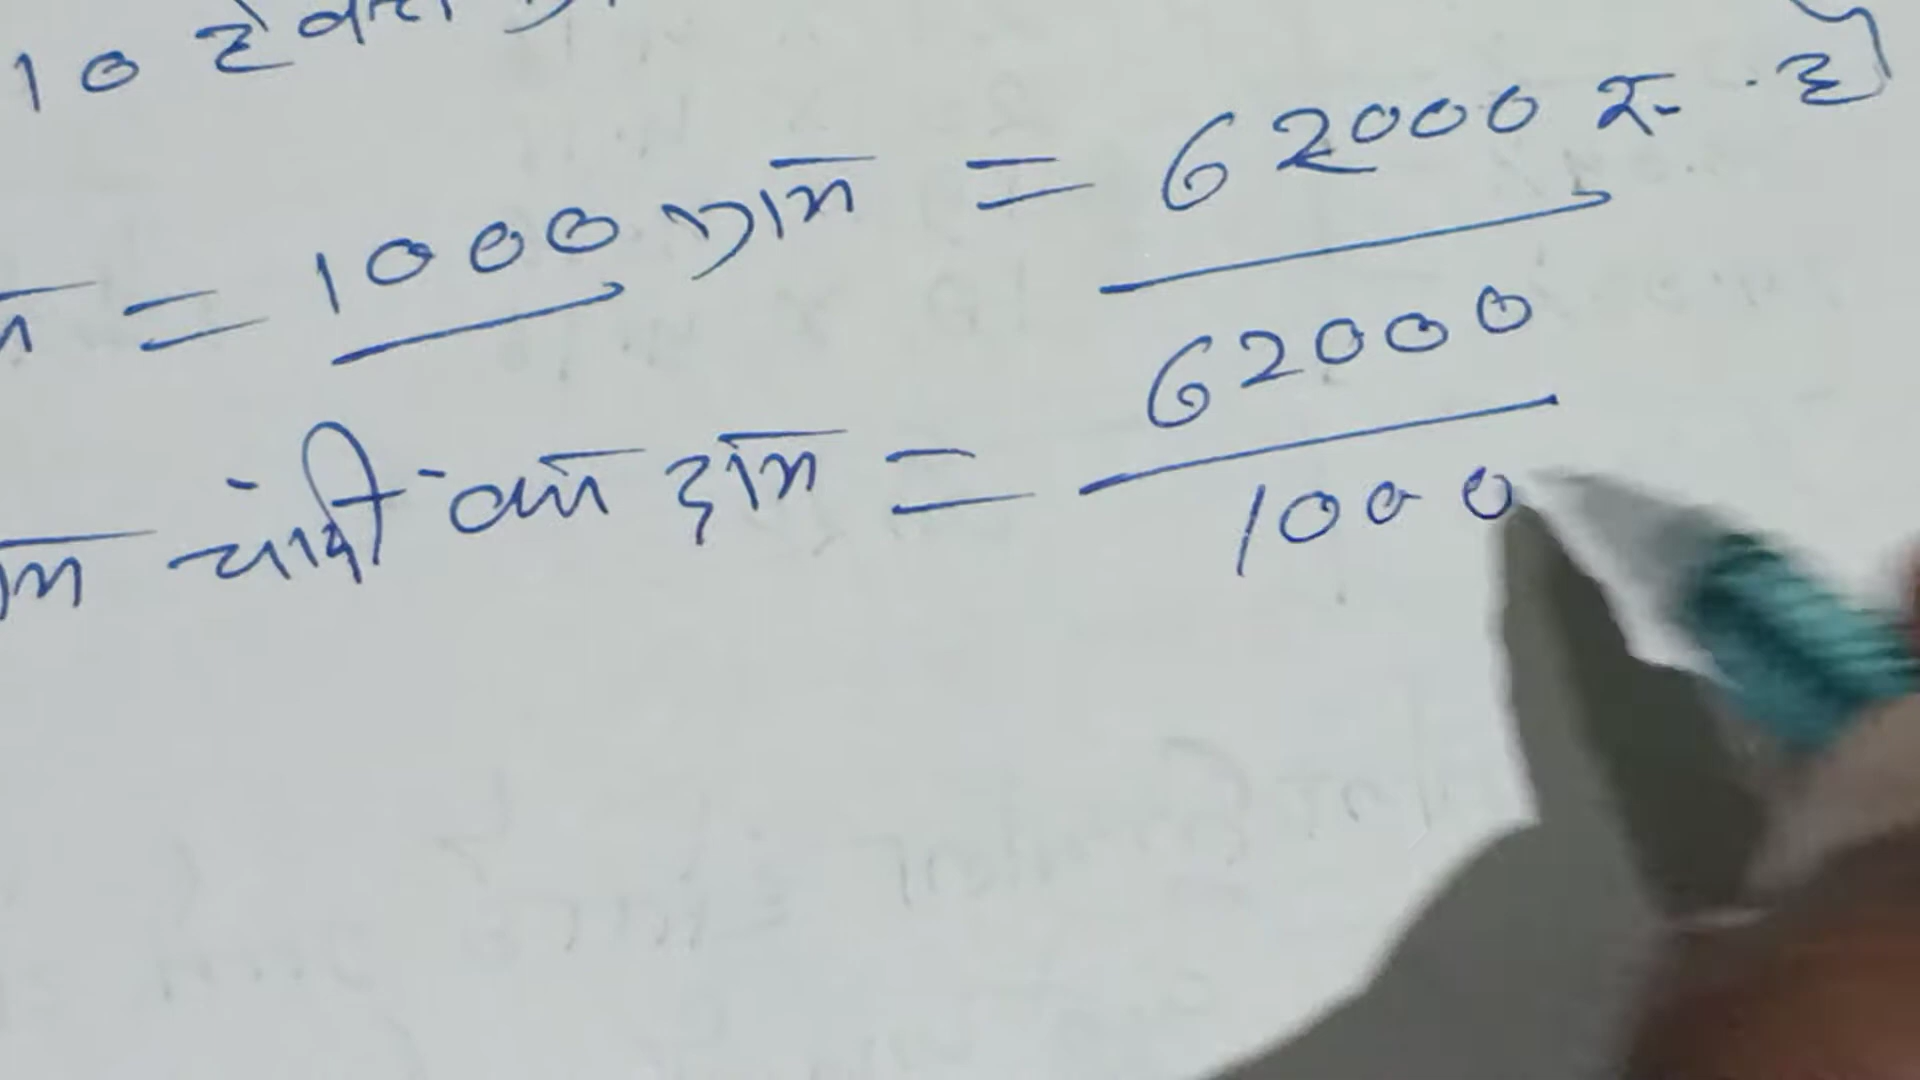 10
= 1000 ग्राम = 62000 रु. है
चांदी का दाम = 62000
1000